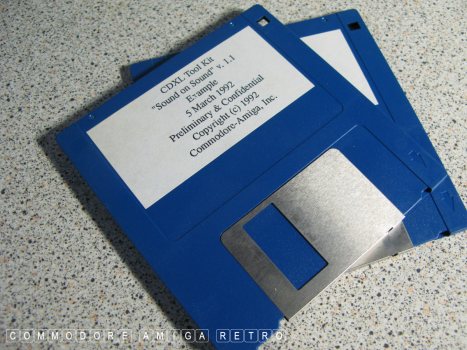 CDXL Tool Kit
"Sound on Sound" v. 1.1
Example
5 March 1992
Preliminary & Confidential
Copyright (c) 1992
Commodore-Amiga, Inc.
COMMODORE AMIGA RETRO